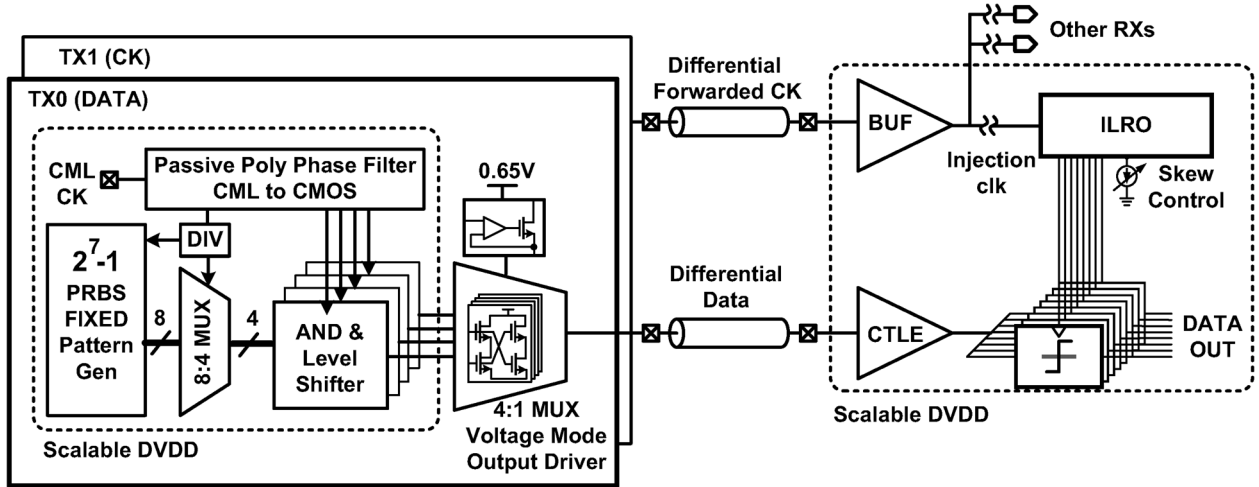 TX1 (CK)
TX0 (DATA)
CML
CK
Passive Poly Phase Filter
CML to CMOS
DIV
2^7-1
PRBS
FIXED
Pattern
Gen
8
8:4 MUX
4
AND &
Level
Shifter
Scalable DVDD
0.65V
4:1 MUX
Voltage Mode
Output Driver
Differential
Forwarded CK
Differential
Data
Other RXs
BUF
Injection
clk
ILRO
Skew
Control
CTLE
DATA
OUT
Scalable DVDD